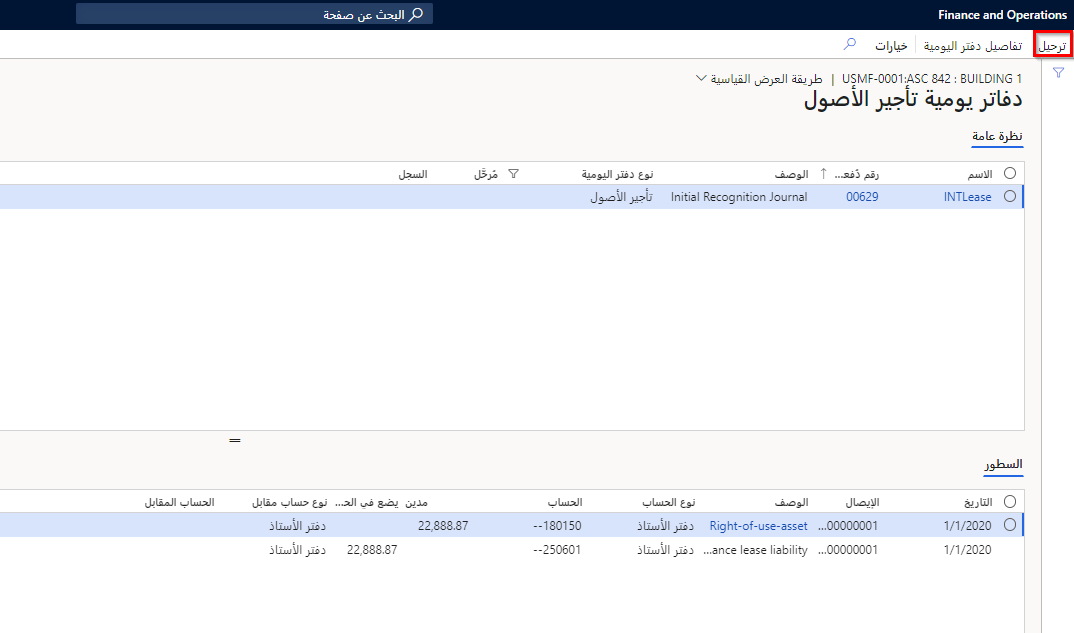 Finance and Operations
البحث عن صفحة
ترحيل تفاصيل دفتر اليومية خيارات
USMF-0001:ASC 842 : BUILDING 1 | طريقة العرض القياسية
دفاتر يومية تأجير الأصول
نظرة عامة
الاسم رقم دُفعـ... الوصف نوع دفتر اليومية مُرحَّل السجل
INTLease 00629 Initial Recognition Journal تأجير الأصول
السطور
التاريخ الإيصال الوصف نوع الحساب الحساب مدين يضع في الحـ... نوع حساب مقابل الحساب المقابل
1/1/2020 00000001... Right-of-use-asset دفتر الأستاذ 180150-- 22,888.87 دفتر الأستاذ
1/1/2020 00000001... ance lease liability... دفتر الأستاذ 250601-- 22,888.87 دفتر الأستاذ